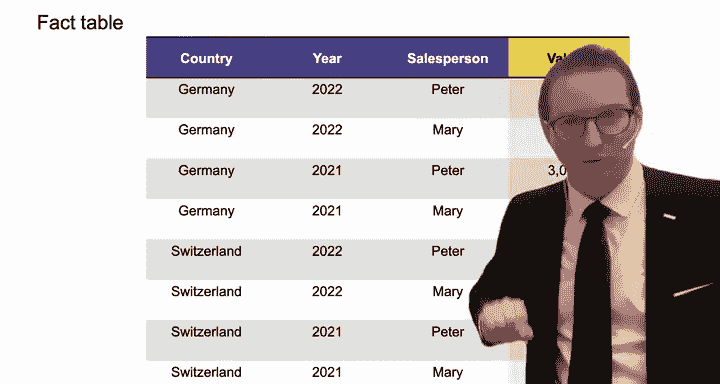 Fact table
Country Year Salesperson
Germany 2022 Peter
Germany 2022 Mary
Germany 2021 Peter
Germany 2021 Mary
Switzerland 2022 Peter
Switzerland 2022 Mary
Switzerland 2021 Peter
Switzerland 2021 Mary